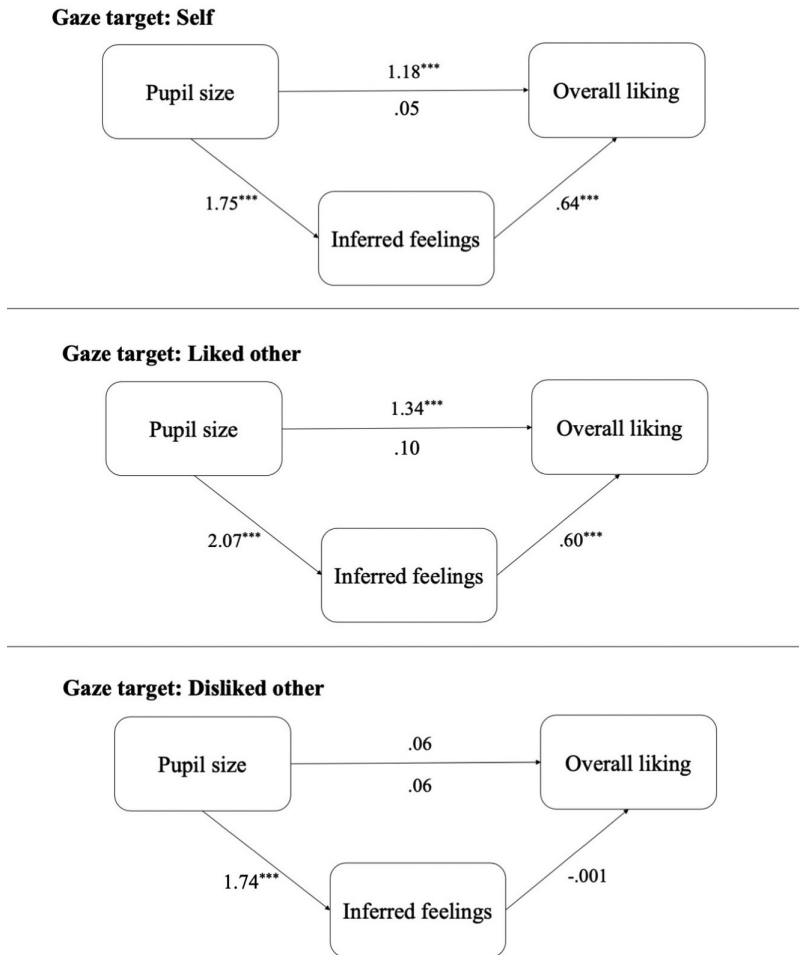 Gaze target: Self
Pupil size
1.18***
.05
Overall liking
1.75***
Inferred feelings
.64***
Gaze target: Liked other
Pupil size
1.34***
.10
Overall liking
2.07***
Inferred feelings
.60***
Gaze target: Disliked other
Pupil size
.06
.06
Overall liking
1.74***
Inferred feelings
-.001